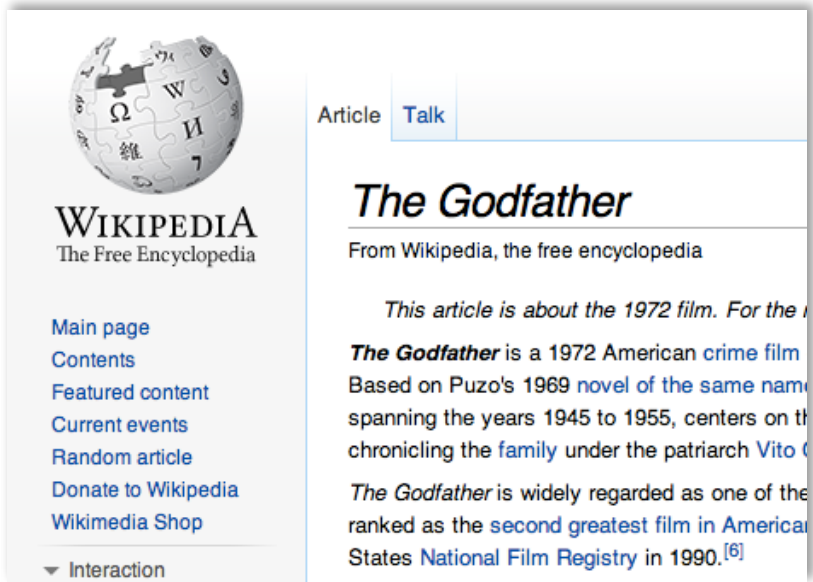 Ω
W
И
維
7
WIKIPEDIA
The Free Encyclopedia
Main page
Contents
Featured content
Current events
Random article
Donate to Wikipedia
Wikimedia Shop
Interaction
Article Talk
The Godfather
From Wikipedia, the free encyclopedia
This article is about the 1972 film. For the
The Godfather is a 1972 American crime film
Based on Puzo's 1969 novel of the same name
spanning the years 1945 to 1955, centers on
chronicling the family under the patriarch Vito
The Godfather is widely regarded as one of the
ranked as the second greatest film in
States National Film Registry in 1990.[6]